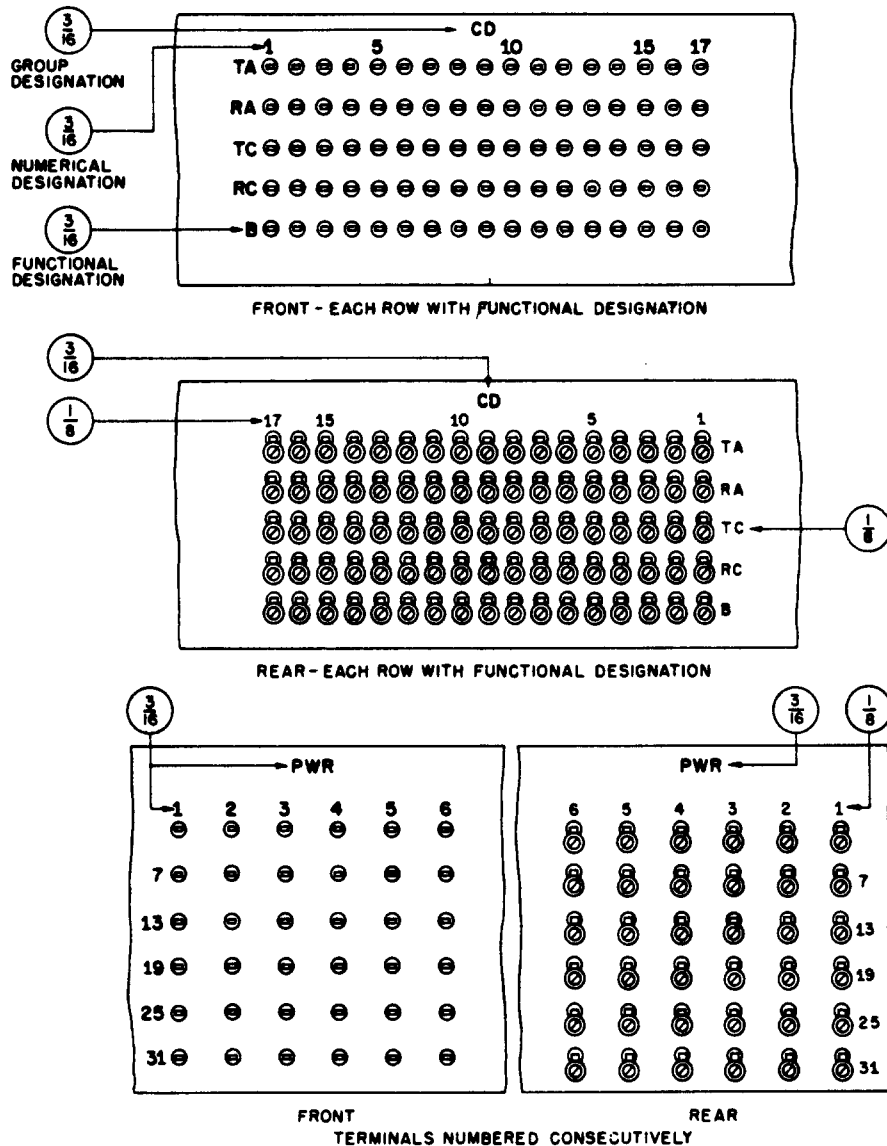 3/16 CD
1 5 10 15 17
GROUP
DESIGNATION
TA
3/16
RA
NUMERICAL
DESIGNATION
TC
RC
3/16
B
FUNCTIONAL
DESIGNATION
FRONT - EACH ROW WITH FUNCTIONAL DESIGNATION
3/16
CD
1/8
17 15 10 5 1
TA
RA
TC 1/8
RC
B
REAR - EACH ROW WITH FUNCTIONAL DESIGNATION
3/16
3/16 1/8
PWR
1 2 3 4 5 6
7
13
19
25
31
PWR
6 5 4 3 2 1
7
13
19
25
31
FRONT
REAR
TERMINALS NUMBERED CONSECUTIVELY